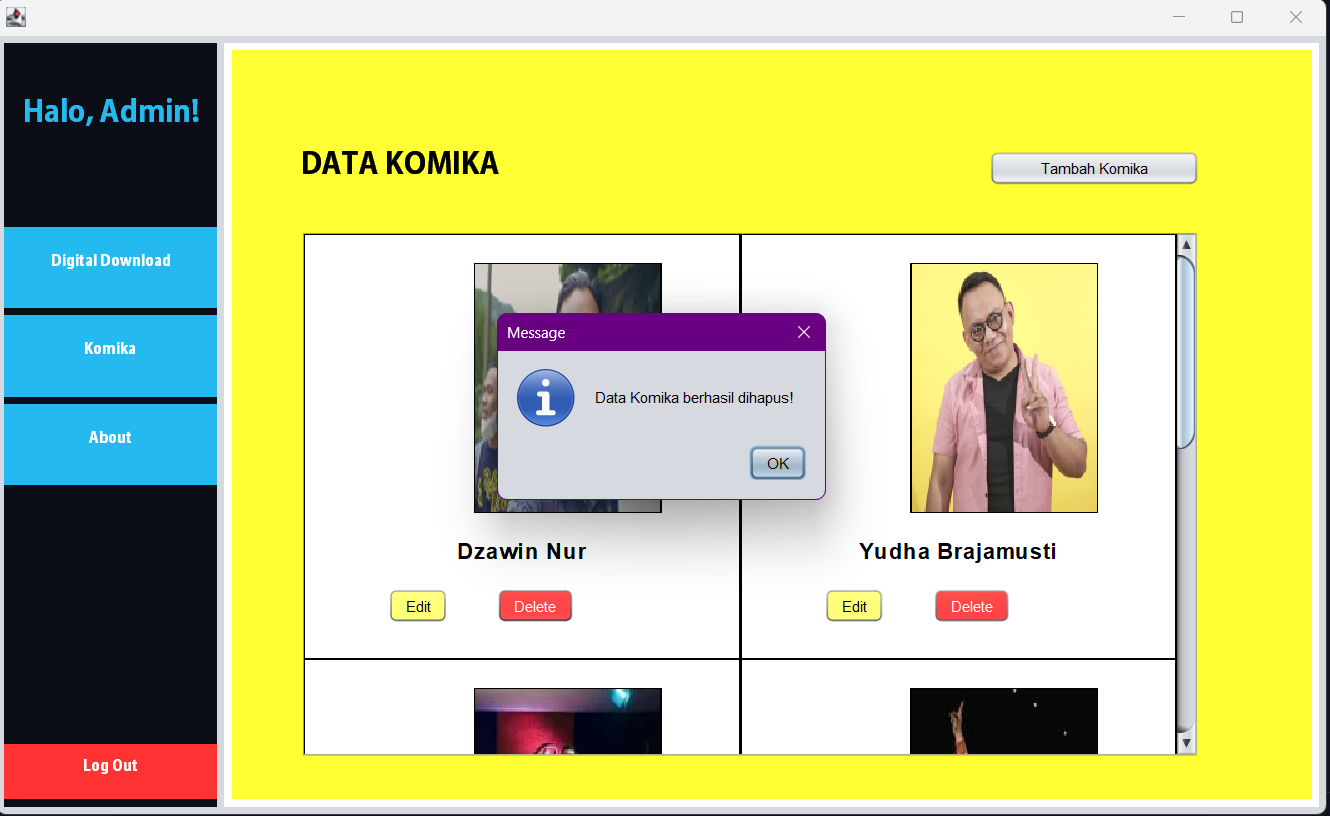 Halo, Admin!
Digital Download
Komika
About
Log Out
DATA KOMIKA
Tambah Komika
Message
Data Komika berhasil dihapus!
OK
Dzawin Nur
Edit
Delete
Yudha Brajamusti
Edit
Delete